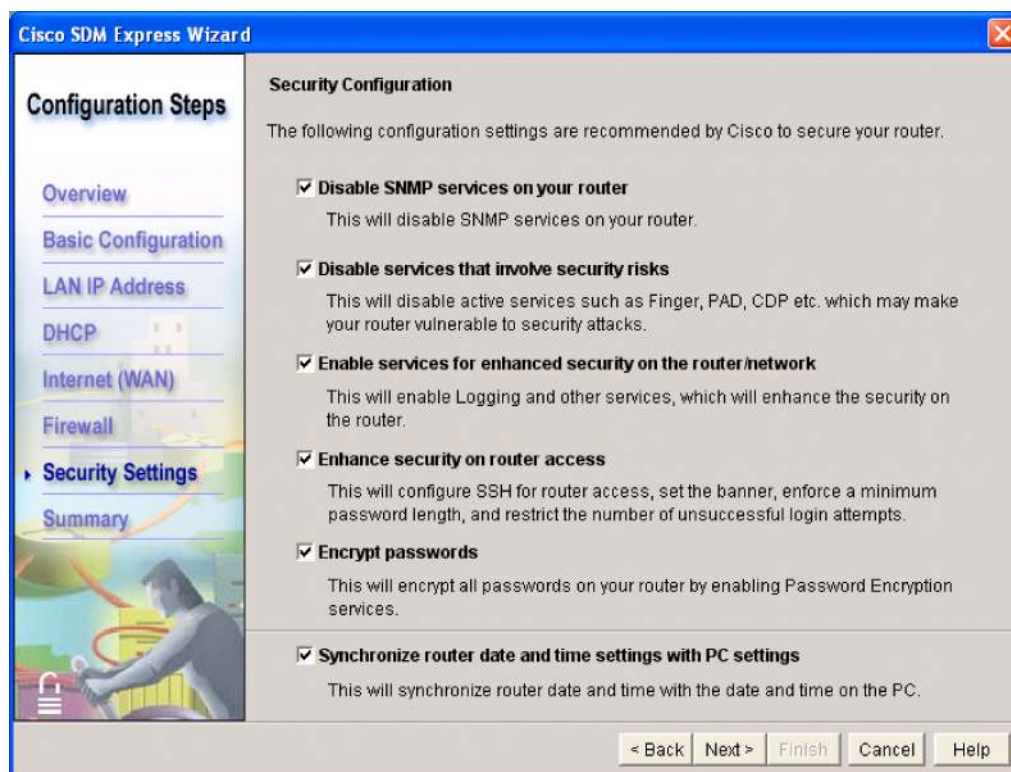 Cisco SDM Express Wizard
Configuration Steps
Overview
Basic Configuration
LAN IP Address
DHCP
Internet (WAN)
Firewall
Security Settings
Summary
Security Configuration
The following configuration settings are recommended by Cisco to secure your router.
Disable SNMP services on your router
This will disable SNMP services on your router.
Disable services that involve security risks
This will disable active services such as Finger, PAD, CDP etc. which may make
your router vulnerable to security attacks.
Enable services for enhanced security on the router/network
This will enable Logging and other services, which will enhance the security on
the router.
Enhance security on router access
This will configure SSH for router access, set the banner, enforce a minimum
password length, and restrict the number of unsuccessful login attempts.
Encrypt passwords
This will encrypt all passwords on your router by enabling Password Encryption
services.
Synchronize router date and time settings with PC settings
This will synchronize router date and time with the date and time on the PC.
< Back
Next >
Finish
Cancel
Help